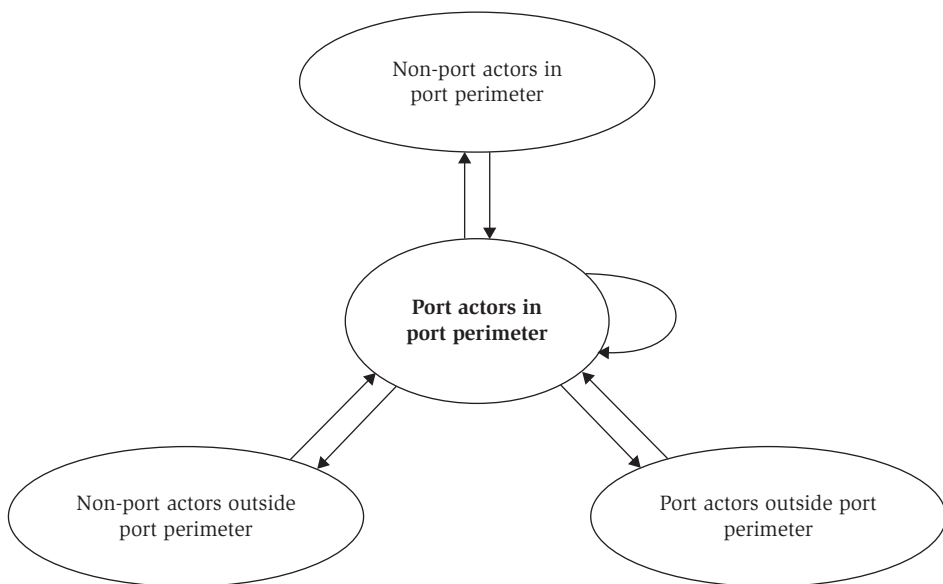 Non-port actors in
port perimeter
Port actors in
port perimeter
Non-port actors outside
port perimeter
Port actors outside port
perimeter